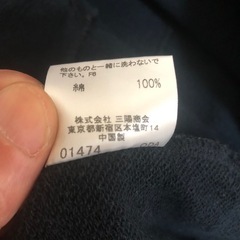 他のものと一緒に洗わないで
下さい。F6
綿 100%
株式会社 三陽商会
東京都新宿区本塩町14
中国製
01474